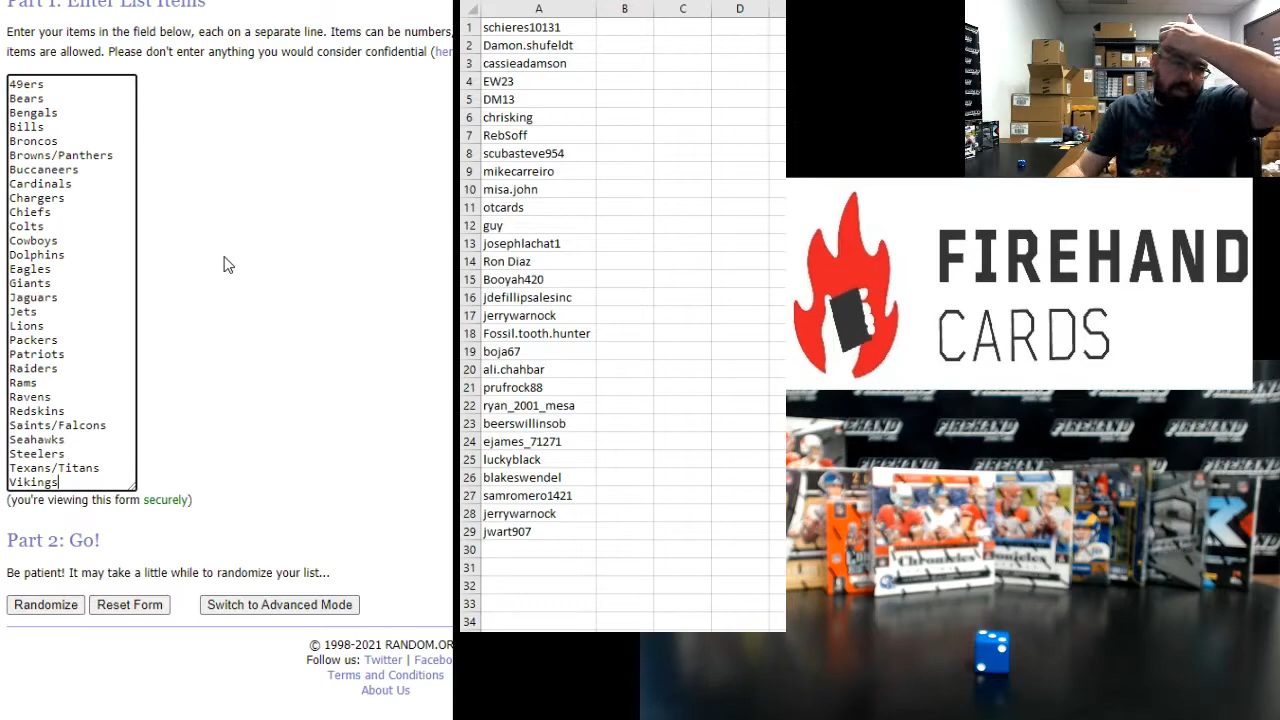 Part 1: Enter List Items
Enter your items in the field below, each on a separate line. Items can be numbers,
items are allowed. Please don't enter anything you would consider confidential (her
49ers
Bears
Bengals
Bills
Broncos
Browns/Panthers
Buccaneers
Cardinals
Chargers
Chiefs
Colts
Cowboys
Dolphins
Eagles
Giants
Jaguars
Jets
Lions
Packers
Patriots
Raiders
Rams
Ravens
Redskins
Saints/Falcons
Seahawks
Steelers
Texans/Titans
Vikings
(you're viewing this form securely)
Part 2: Go!
Be patient! It may take a little while to randomize your list...
Randomize Reset Form Switch to Advanced Mode
© 1998-2021 RANDOM.OR
Follow us: Twitter | Facebo
Terms and Conditions
About Us
A B C D
1 schieres10131
2 Damon.shufeldt
3 cassieadamson
4 EW23
5 DM13
6 chrisking
7 RebSoff
8 scubasteve954
9 mikecarreiro
10 misa.john
11 otcards
12 guy
13 josephlachat1
14 Ron Diaz
15 Booyah420
16 jdefillipsalesinc
17 jerrywarnock
18 Fossil.tooth.hunter
19 boja67
20 ali.chahbar
21 prufrock88
22 ryan_2001_mesa
23 beerswillinsob
24 ejames_71271
25 luckyblack
26 blakeswendel
27 samromero1421
28 jerrywarnock
29 jwart907
30
31
32
33
34
FIREHAND
CARDS
FIREHAND
Chronicles